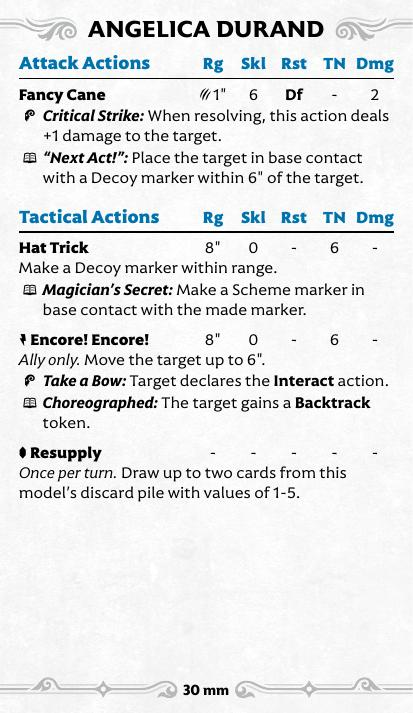 ANGELICA DURAND
Attack Actions Rg Skl Rst TN Dmg
Fancy Cane 1" 6 Df - 2
Critical Strike: When resolving, this action deals
+1 damage to the target.
“Next Act!”: Place the target in base contact
with a Decoy marker within 6" of the target.
Tactical Actions Rg Skl Rst TN Dmg
Hat Trick 8" 0 - 6 -
Make a Decoy marker within range.
Magician’s Secret: Make a Scheme marker in
base contact with the made marker.
Encore! Encore! 8" 0 - 6 -
Ally only. Move the target up to 6".
Take a Bow: Target declares the Interact action.
Choreographed: The target gains a Backtrack
token.
Resupply - - - - -
Once per turn. Draw up to two cards from this
model’s discard pile with values of 1-5.
30 mm